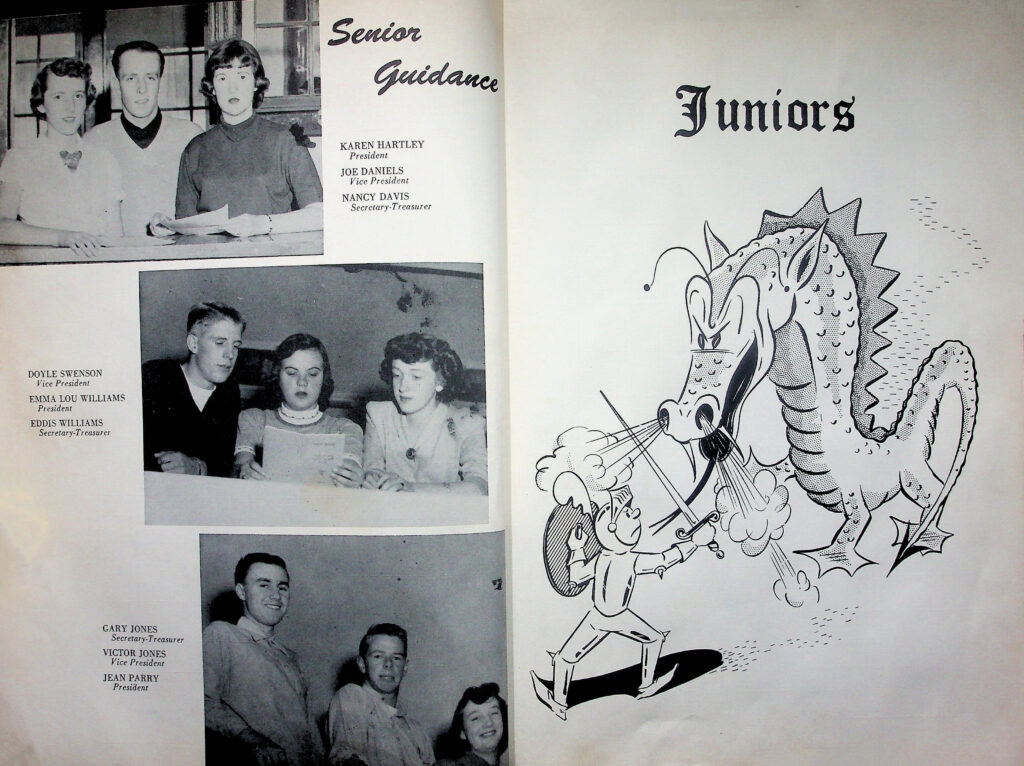 Senior
Guidance
KAREN HARTLEY
President
JOE DANIELS
Vice President
NANCY DAVIS
Secretary-Treasurer
DOYLE SWENSON
Vice President
EMMA LOU WILLIAMS
President
EDDIS WILLIAMS
Secretary-Treasurer
GARY JONES
Secretary-Treasurer
VICTOR JONES
Vice President
JEAN PARRY
President
Juniors